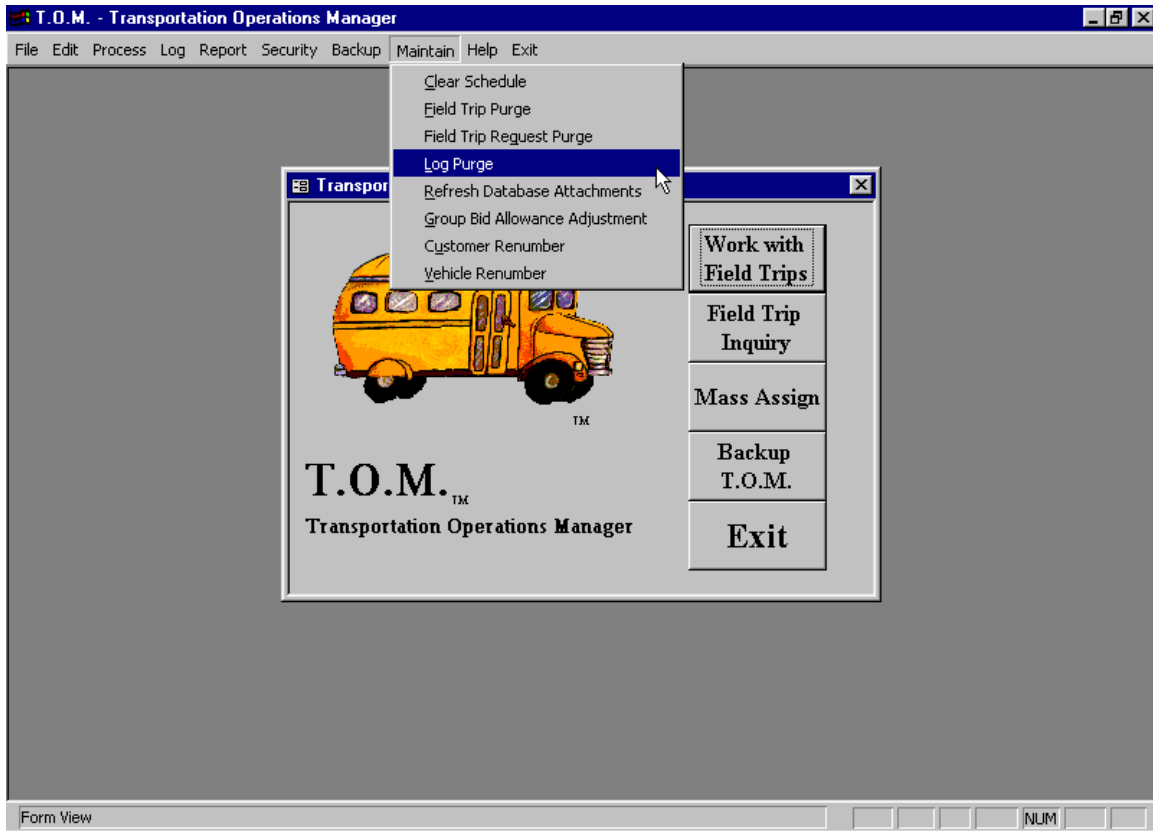 T.O.M. - Transportation Operations Manager
File Edit Process Log Report Security Backup Maintain Help Exit
Clear Schedule
Field Trip Purge
Field Trip Request Purge
Log Purge
Refresh Database Attachments
Group Bid Allowance Adjustment
Customer Renumber
Vehicle Renumber
Transpor
Work with
Field Trips
Field Trip
Inquiry
Mass Assign
Backup
T.O.M.
Exit
TM
T.O.M.TM
Transportation Operations Manager
Form View
NUM